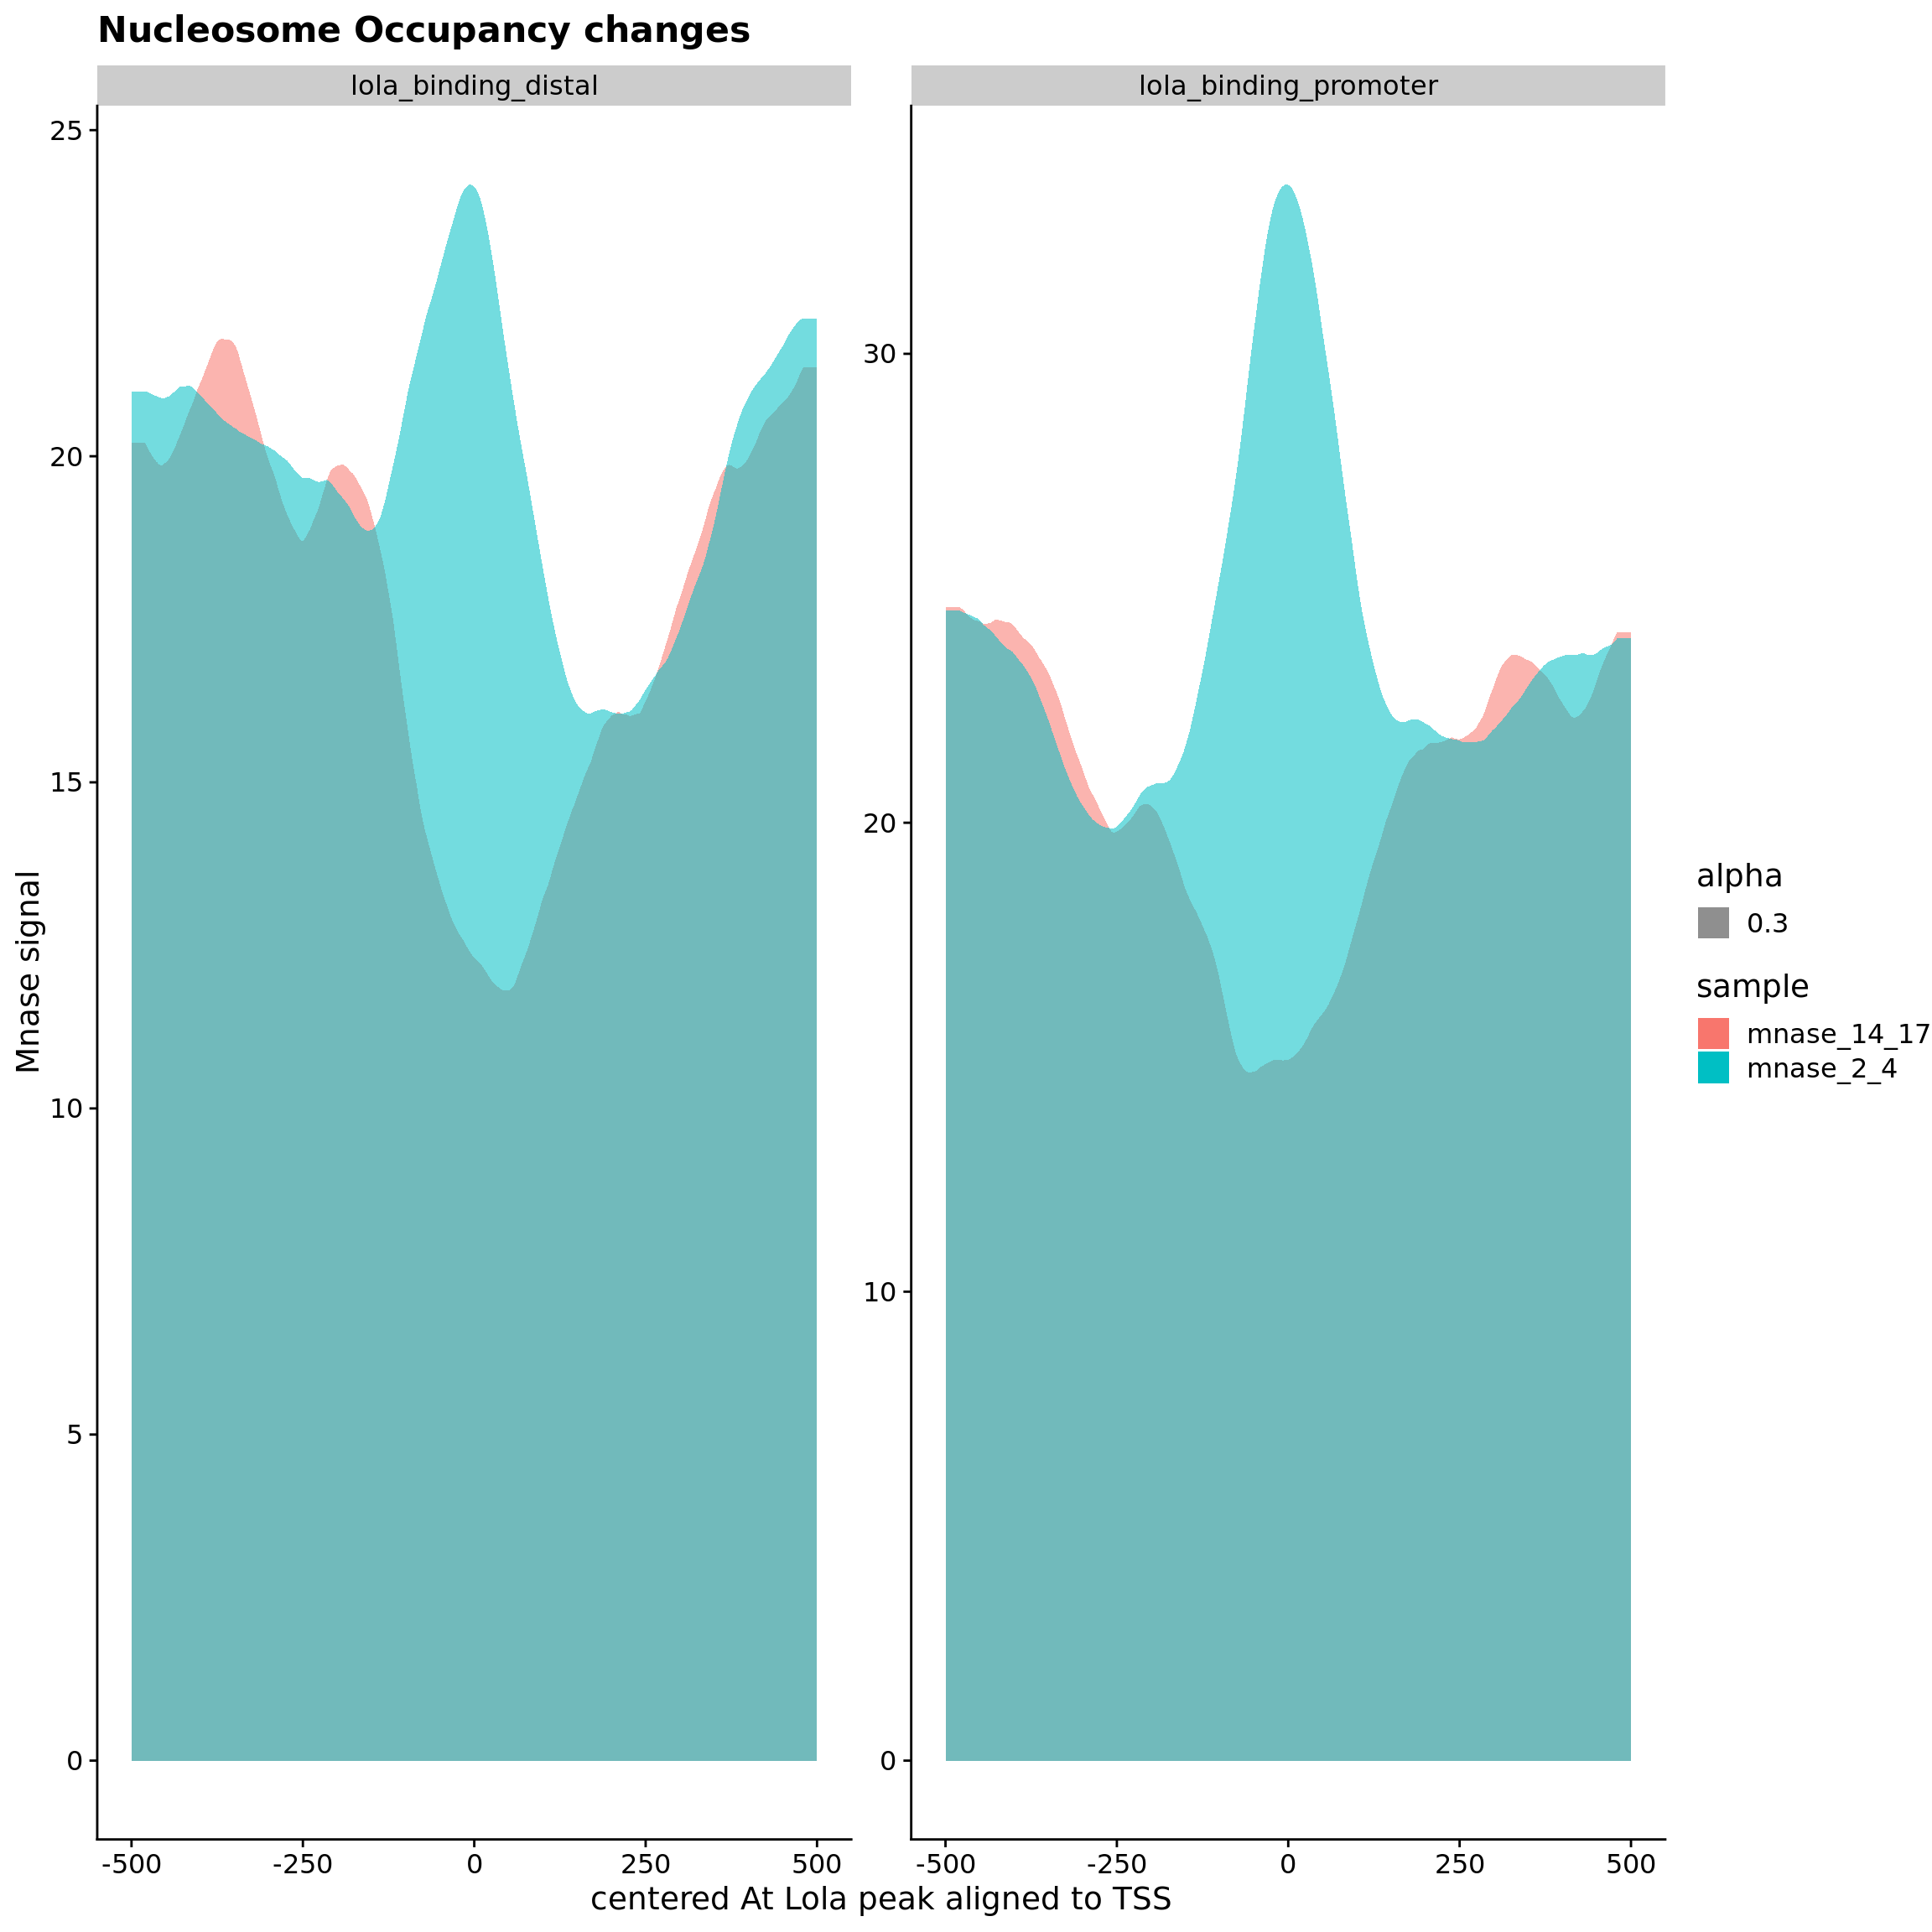 Nucleosome Occupancy changes
lola_binding_distal
lola_binding_promoter
Mnase signal
25
20
15
10
5
0
30
20
10
0
-500 -250 0 250 500
-500 -250 0 250 500
centered At Lola peak aligned to TSS
alpha
0.3
sample
mnase_14_17
mnase_2_4